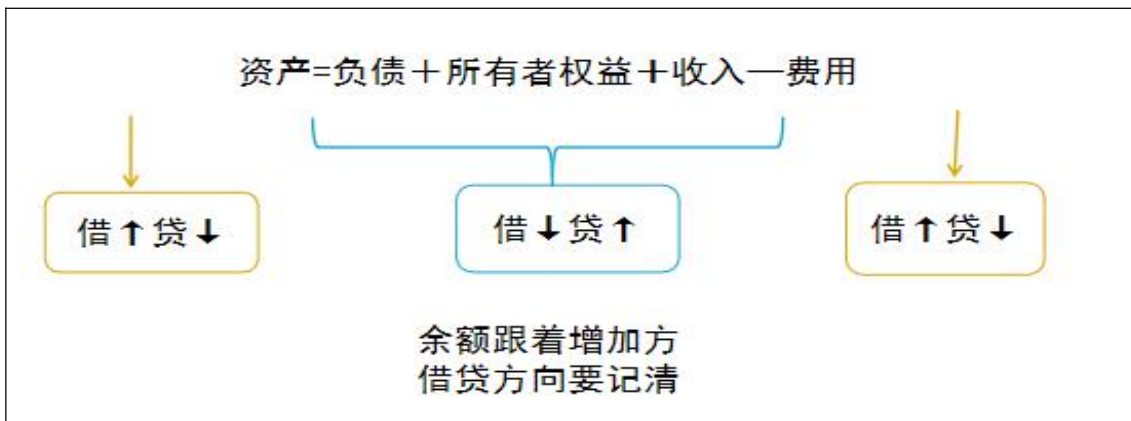 资产=负债＋所有者权益＋收入—费用
借↑贷↓
借↓贷↑
借↑贷↓
余额跟着增加方
借贷方向要记清